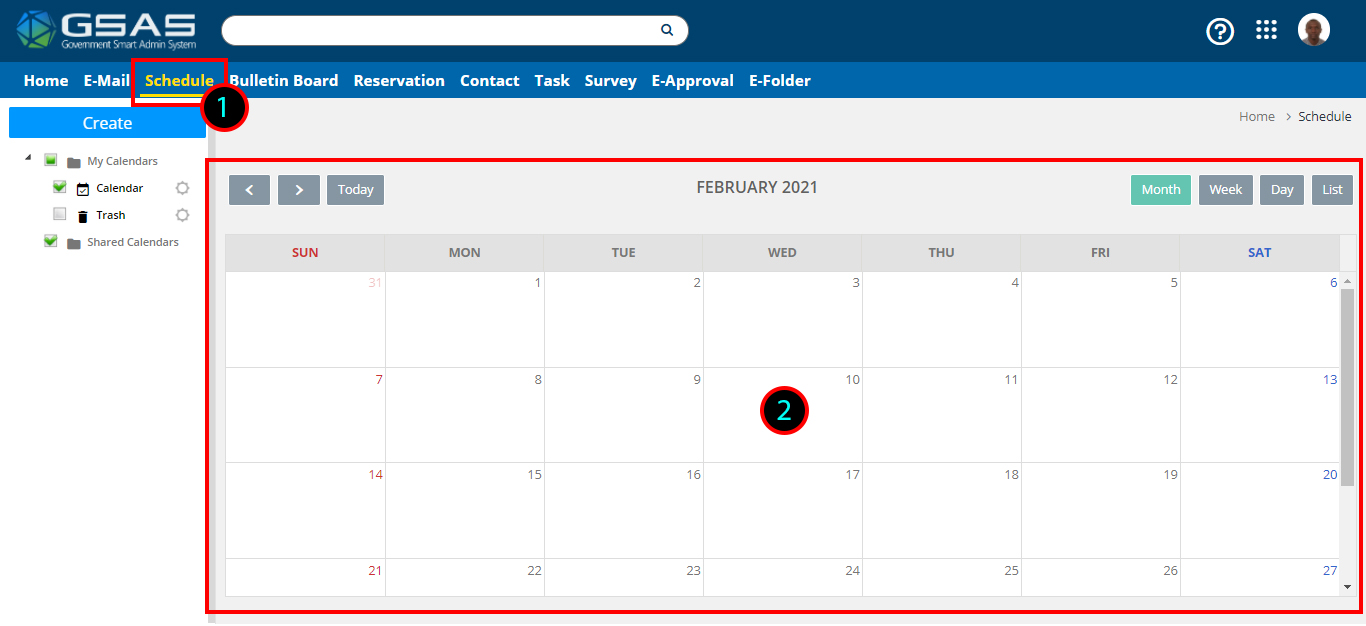 GSAS
Government Smart Admin System
?
Home E-Mail Schedule Bulletin Board Reservation Contact Task Survey E-Approval E-Folder
1
Create
Home > Schedule
My Calendars
Calendar
Trash
Shared Calendars
< > Today FEBRUARY 2021 Month Week Day List
SUN MON TUE WED THU FRI SAT
31 1 2 3 4 5 6
7 8 9 10 11 12 13
2
14 15 16 17 18 19 20
21 22 23 24 25 26 27